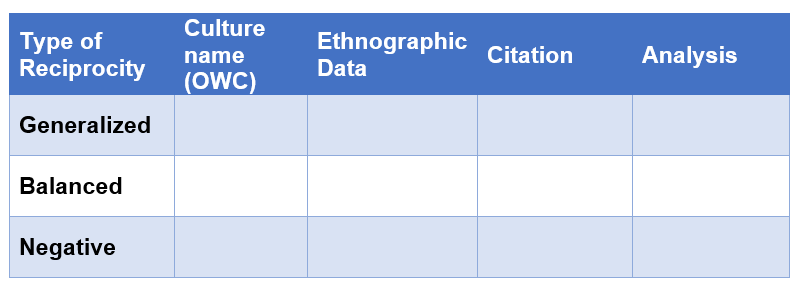 Type of
Reciprocity
Culture
name
(OWC)
Ethnographic
Data
Citation
Analysis
Generalized
Balanced
Negative